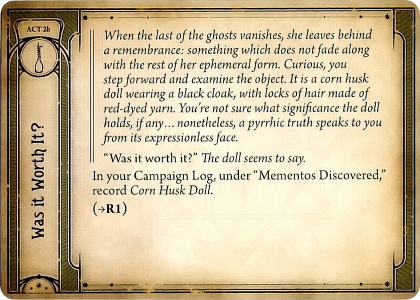 ACT 2b
Was it Worth It?
When the last of the ghosts vanishes, she leaves behind
a remembrance: something which does not fade along
with the rest of her ephemeral form. Curious, you
step forward and examine the object. It is a corn husk
doll wearing a black cloak, with locks of hair made of
red-dyed yarn. You're not sure what significance the doll
holds, if any… nonetheless, a pyrrhic truth speaks to you
from its expressionless face.
“Was it worth it?” The doll seems to say.
In your Campaign Log, under “Mementos Discovered,”
record Corn Husk Doll.
(→R1)